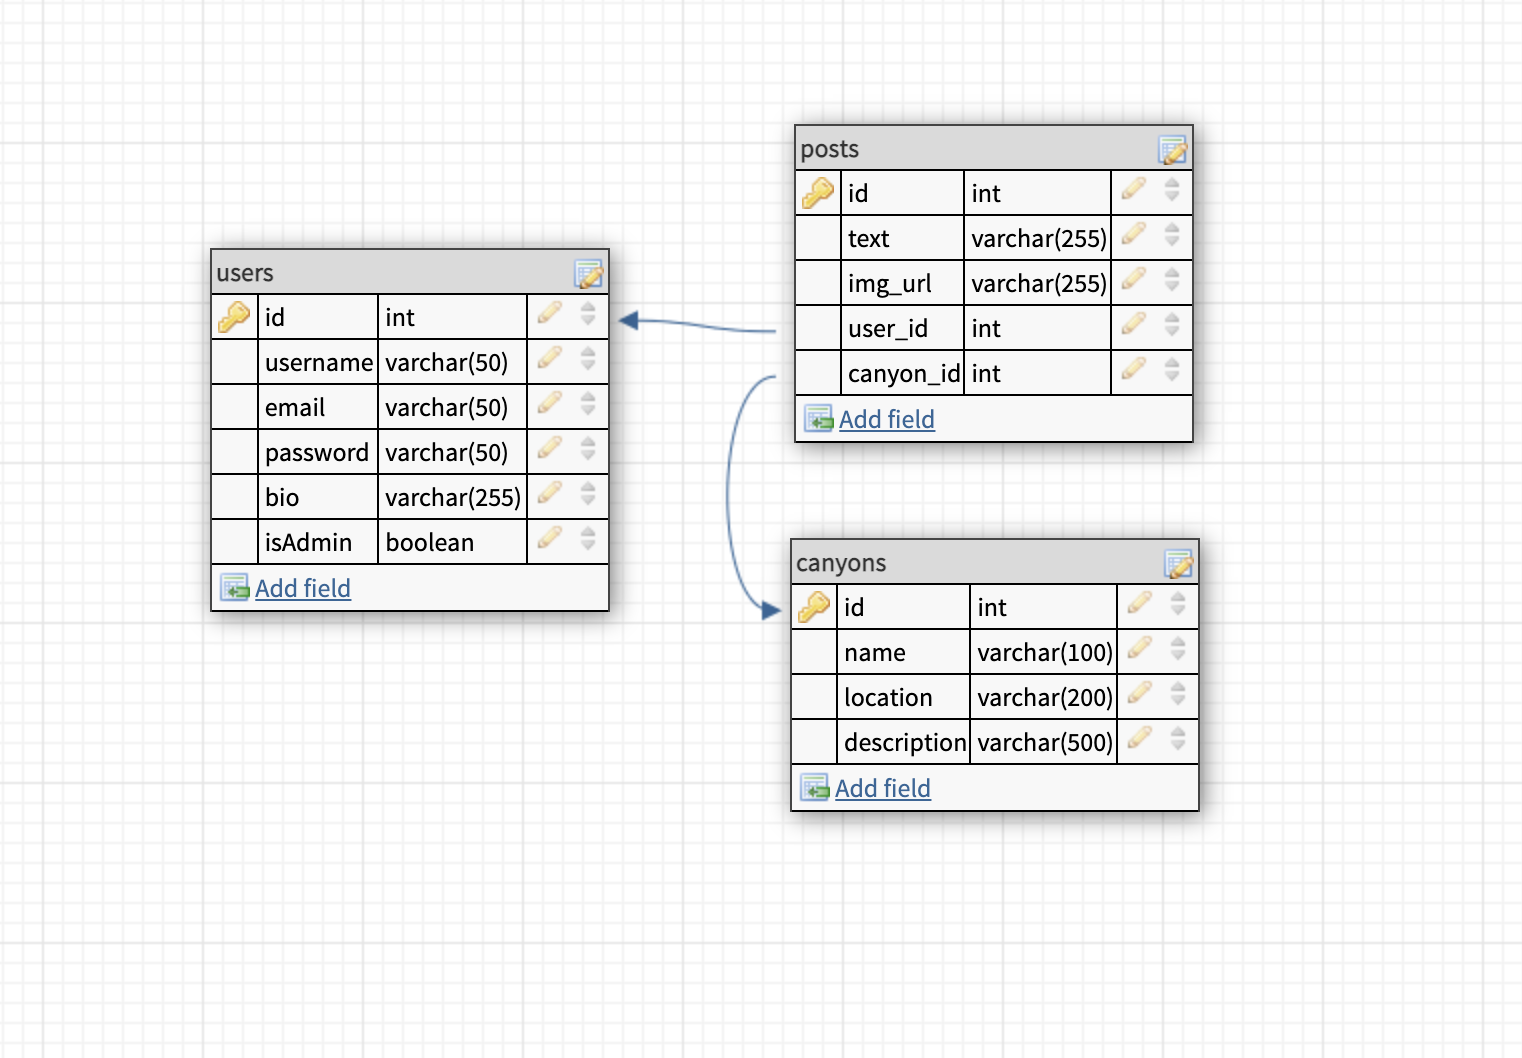 users
id int
username varchar(50)
email varchar(50)
password varchar(50)
bio varchar(255)
isAdmin boolean
Add field
posts
id int
text varchar(255)
img_url varchar(255)
user_id int
canyon_id int
Add field
canyons
id int
name varchar(100)
location varchar(200)
description varchar(500)
Add field